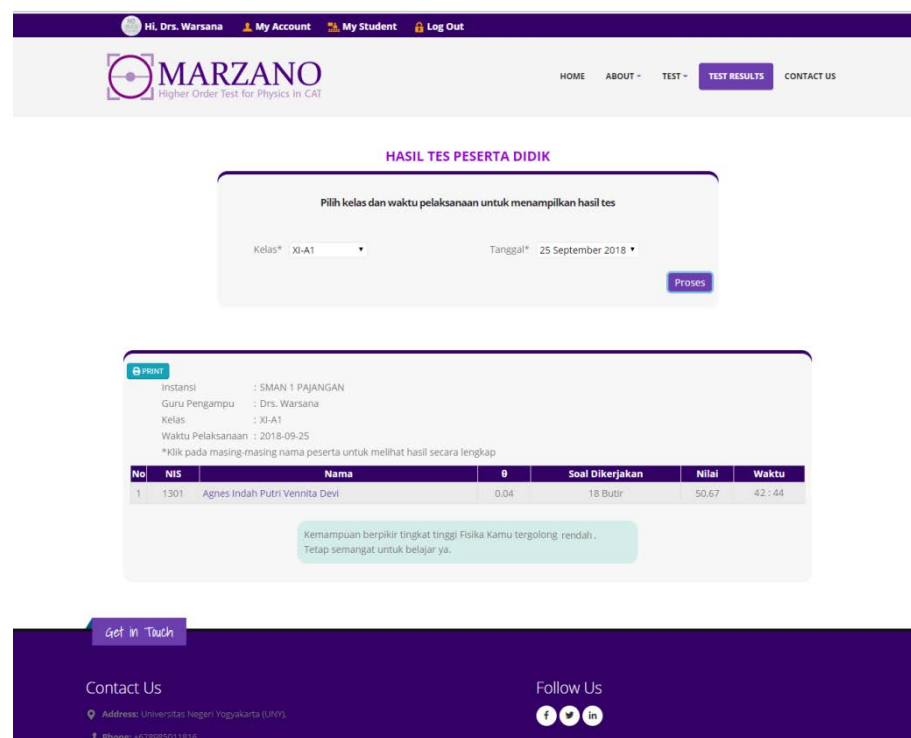 Hi, Drs. Warsana My Account My Student Log Out
MARZANO
Higher Order Test for Physics in CAT
HOME ABOUT TEST TEST RESULTS CONTACT US
HASIL TES PESERTA DIDIK
Pilih kelas dan waktu pelaksanaan untuk menampilkan hasil tes
Kelas* XI-A1 Tanggal* 25 September 2018
Proses
PRINT
Instansi : SMAN 1 PAJANGAN
Guru Pengampu : Drs. Warsana
Kelas : XI-A1
Waktu Pelaksanaan : 2018-09-25
*Klik pada masing-masing nama peserta untuk melihat hasil secara lengkap
No NIS Nama θ Soal Dikerjakan Nilai Waktu
1 1301 Agnes Indah Putri Vennita Devi 0.04 18 Butir 50.67 42 : 44
Kemampuan berpikir tingkat tinggi Fisika Kamu tergolong rendah.
Tetap semangat untuk belajar ya.
Get in Touch
Contact Us Follow Us
Address: Universitas Negeri Yogyakarta (UNY),
Phone: +628985011816